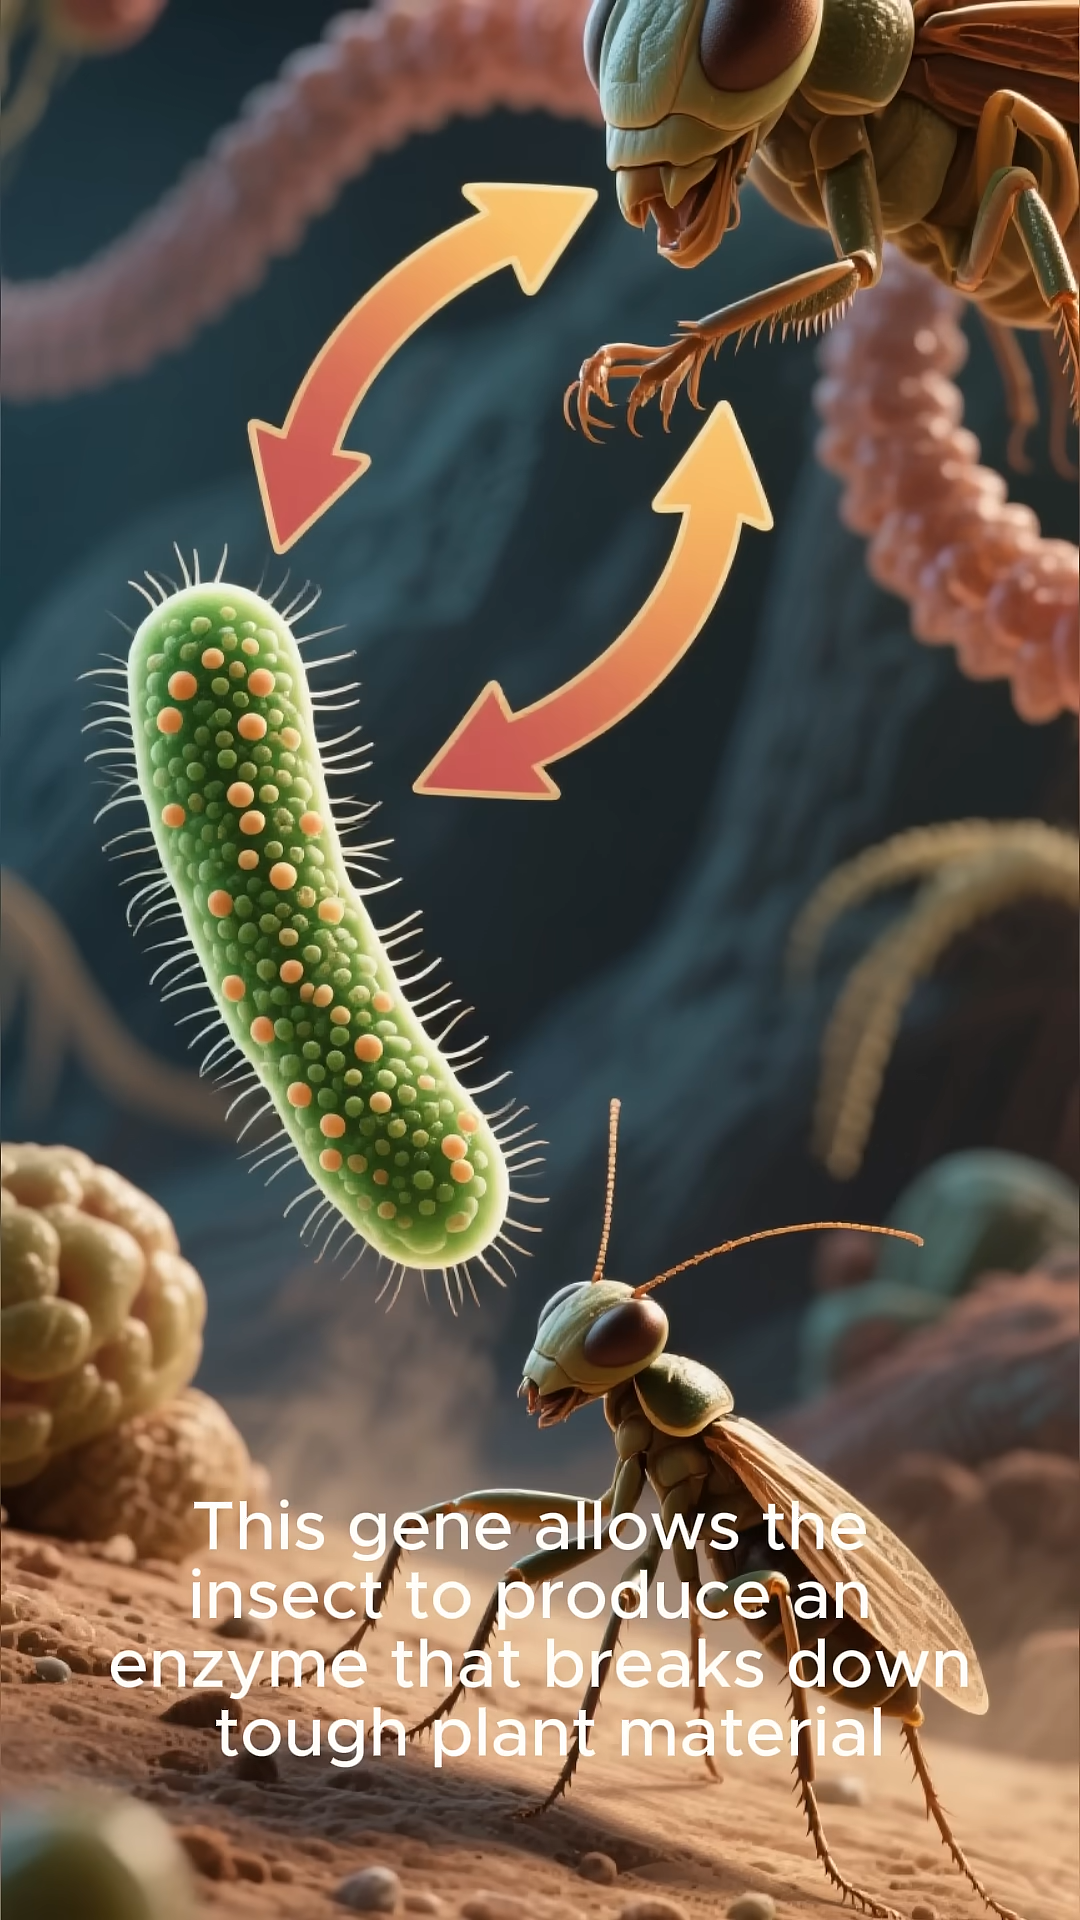 This gene allows the
insect to produce an
enzyme that breaks down
tough plant material